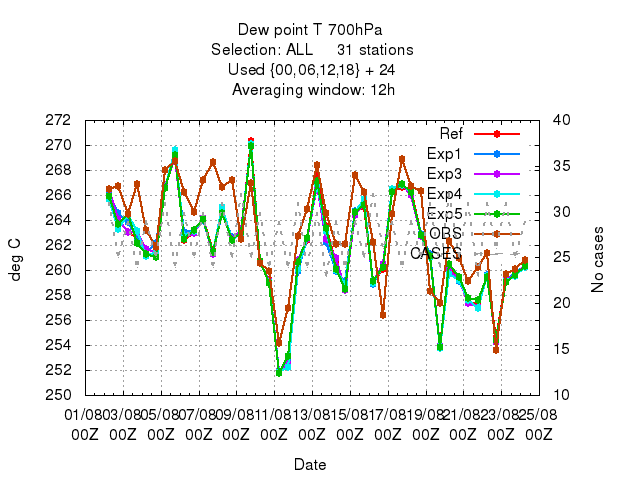 Dew point T 700hPa
Selection: ALL 31 stations
Used {00,06,12,18} + 24
Averaging window: 12h
272 40
270 Ref
268 Exp1 35
266 Exp3
Exp4
264 Exp5 30
262 OBS
CASES
260 25
258 20
256
254 15
252
250 10
deg C
No cases
01/08 03/08 05/08 07/08 09/08 11/08 13/08 15/08 17/08 19/08 21/08 23/08 25/08
00Z 00Z 00Z 00Z 00Z 00Z 00Z 00Z 00Z 00Z 00Z 00Z 00Z
Date